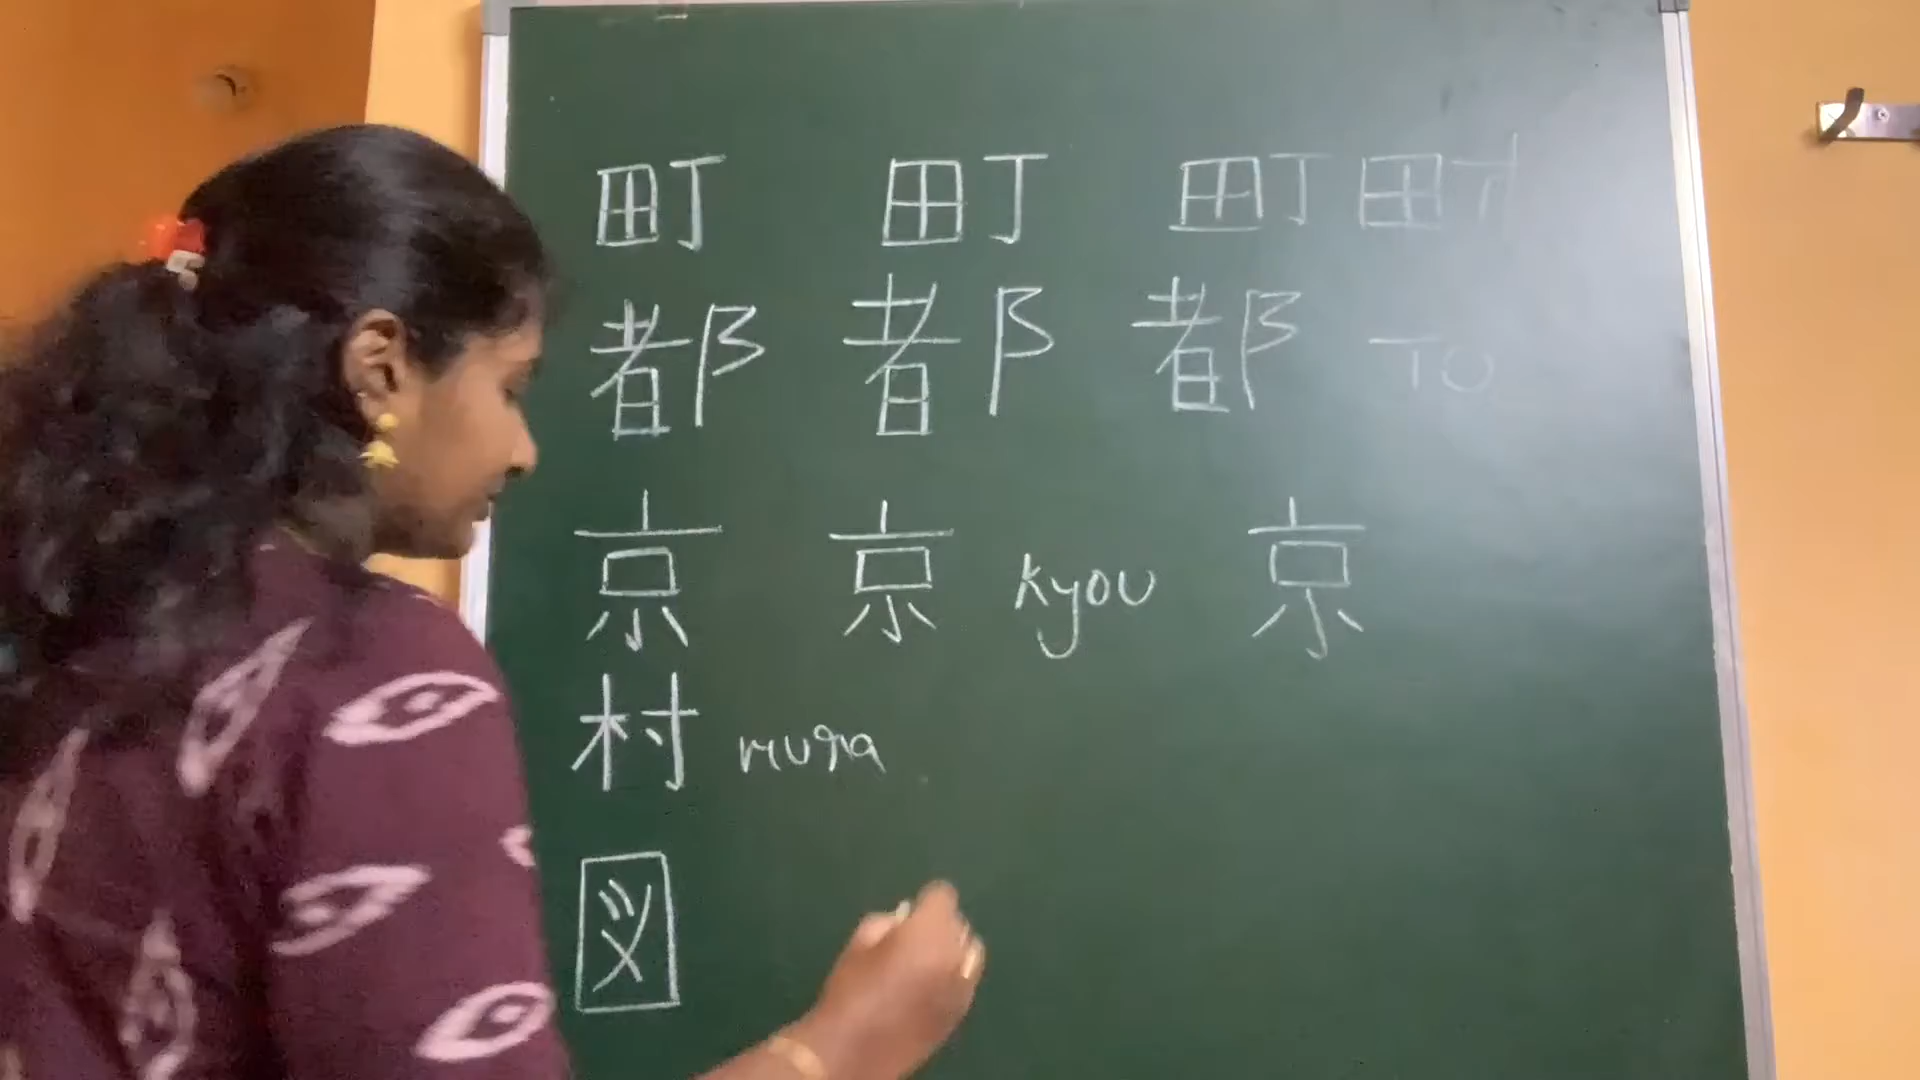 町 町 町 町
都 都 都 TO
京 京 kyou 京
村 mura
図